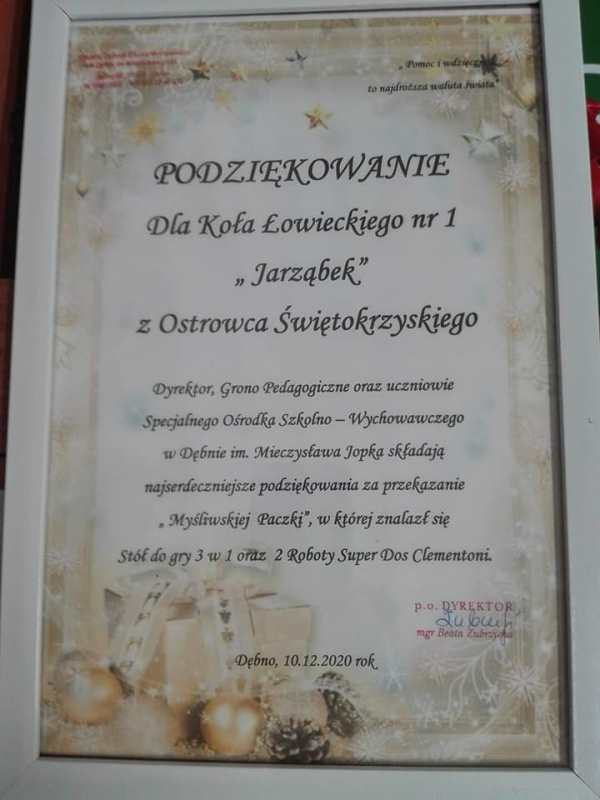 „Pomoc i
to najdroższa waluta świata”
PODZIĘKOWANIE
Dla Koła Łowieckiego nr 1
„Jarząbek”
z Ostrowca Świętokrzyskiego
Dyrektor, Grono Pedagogiczne oraz uczniowie
Specjalnego Ośrodka Szkolno – Wychowawczego
w Dębnie im. Mieczysława Jopka składają
najserdeczniejsze podziękowania za przekazanie
„Myśliwskiej Paczki”, w której znalazł się
Stół do gry 3 w 1 oraz 2 Roboty Super Dos Clementoni.
p.o. DYREKTOR
mgr Beata Zubrzycka
Dębno, 10.12.2020 rok